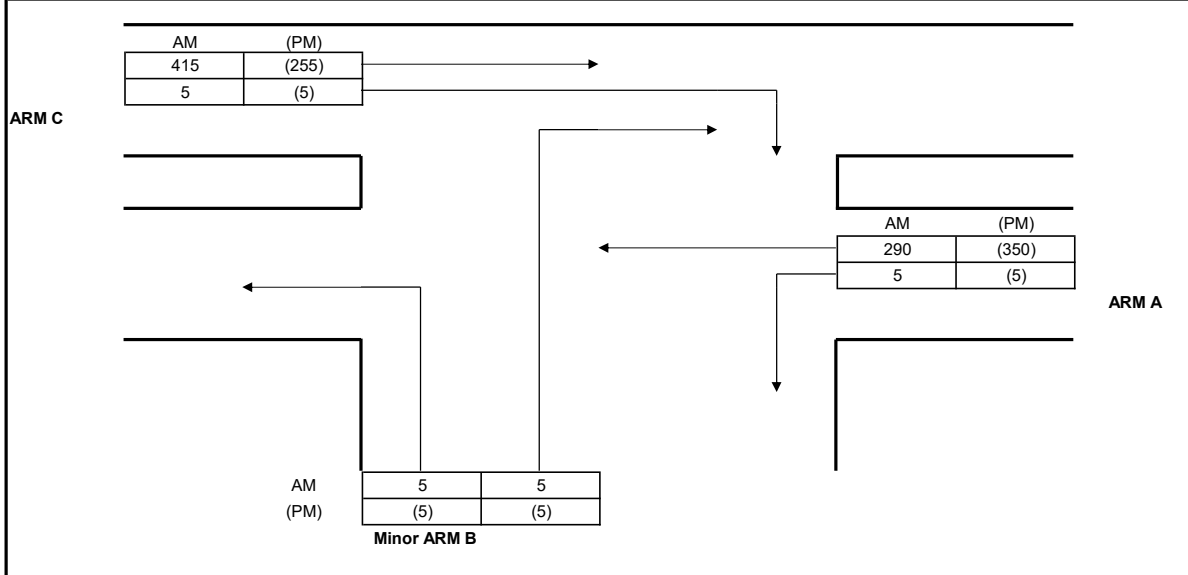 AM (PM)
415 (255)
5 (5)
ARM C
AM (PM)
290 (350)
5 (5)
ARM A
AM 5 5
(PM) (5) (5)
Minor ARM B